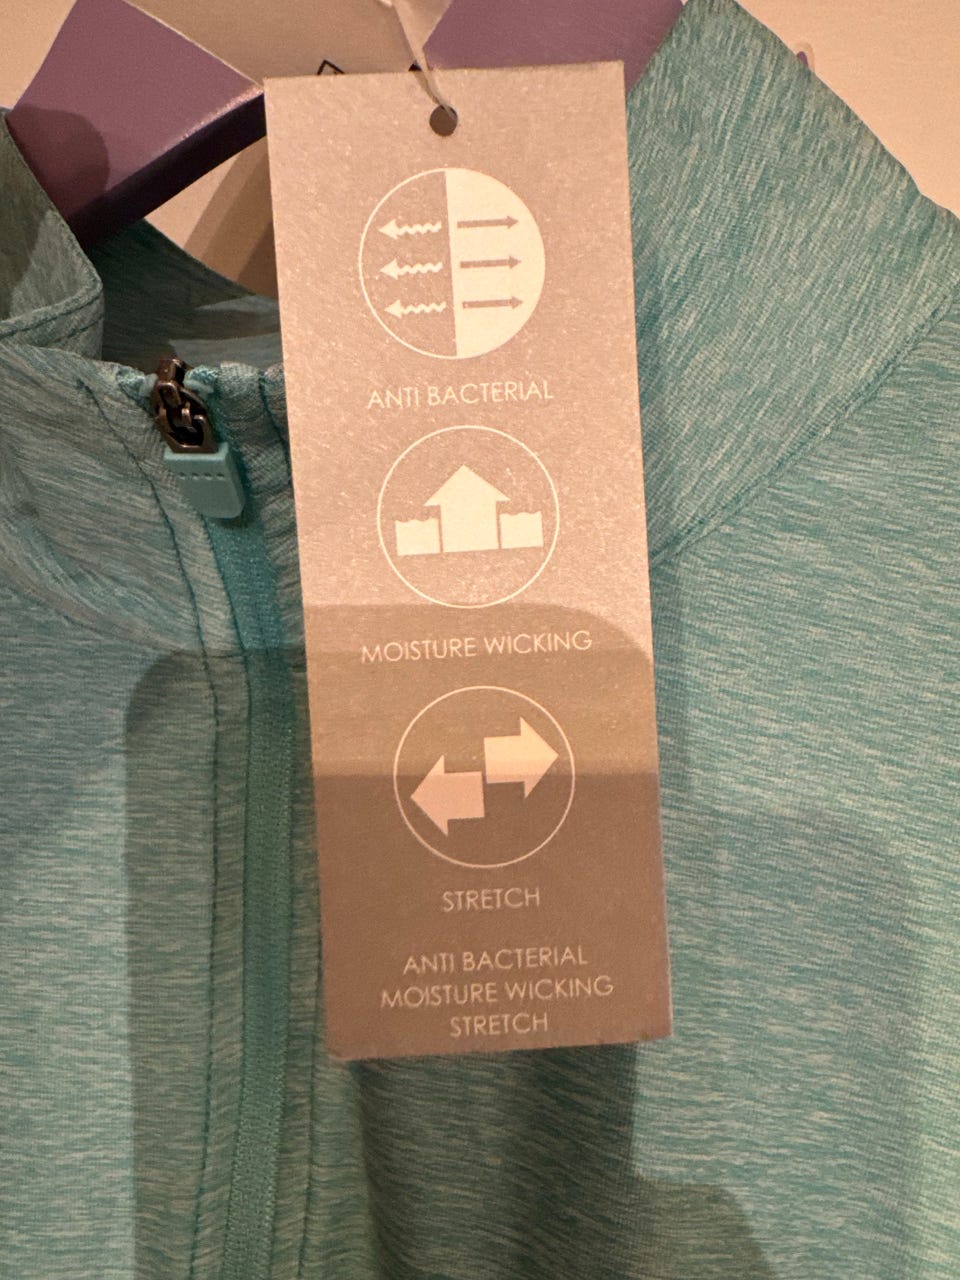 ANTI BACTERIAL
MOISTURE WICKING
STRETCH
ANTI BACTERIAL
MOISTURE WICKING
STRETCH